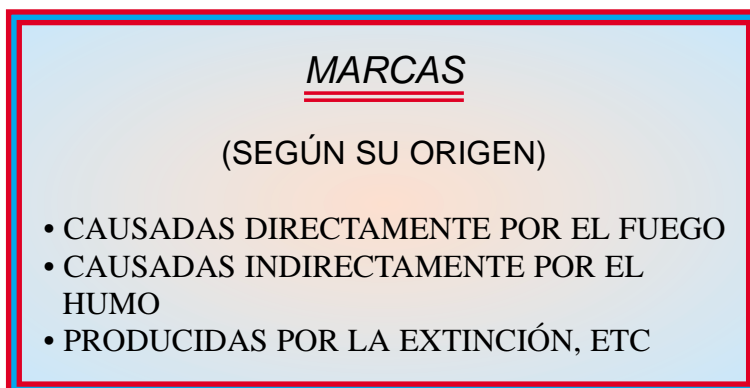 MARCAS
(SEGÚN SU ORIGEN)
• CAUSADAS DIRECTAMENTE POR EL FUEGO
• CAUSADAS INDIRECTAMENTE POR EL
HUMO
• PRODUCIDAS POR LA EXTINCIÓN, ETC